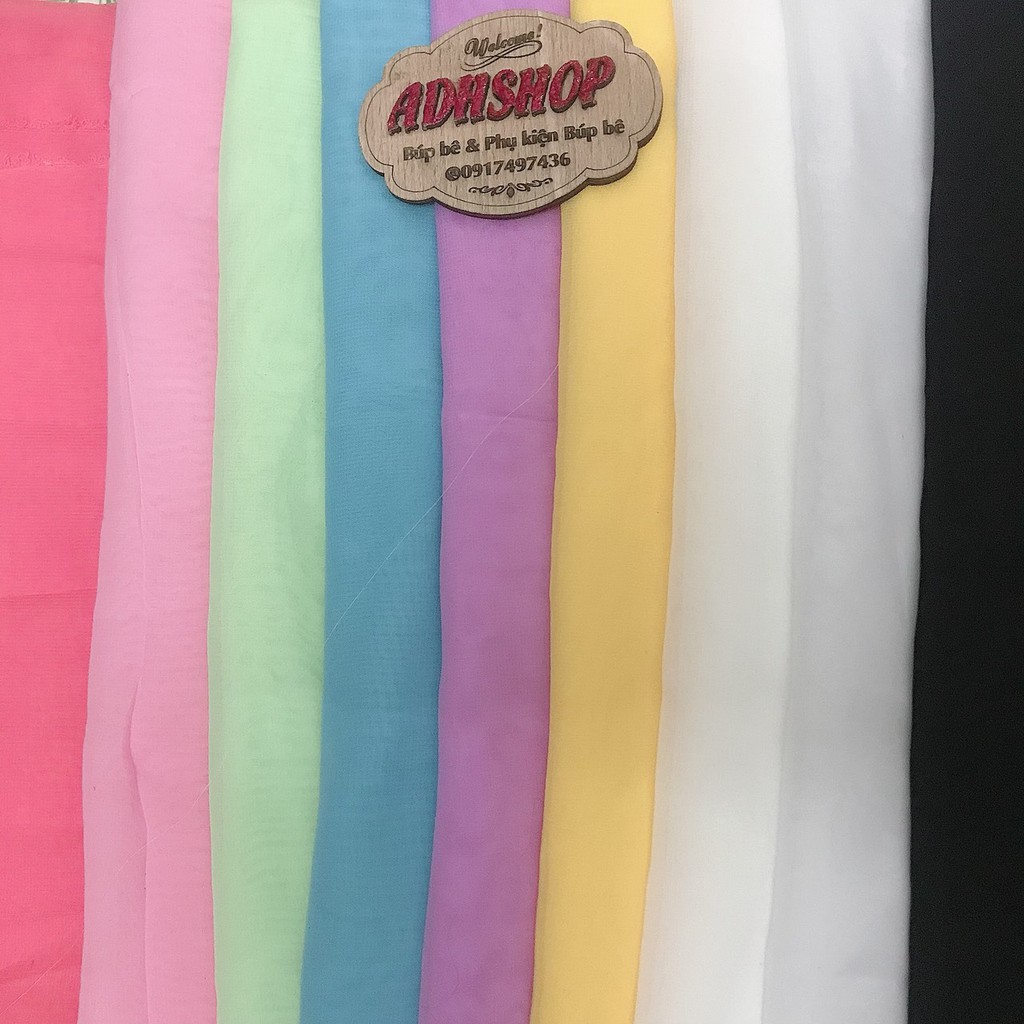 Welcome!
ADHSHOP
Búp bê & Phụ kiện Búp bê
@0917497436